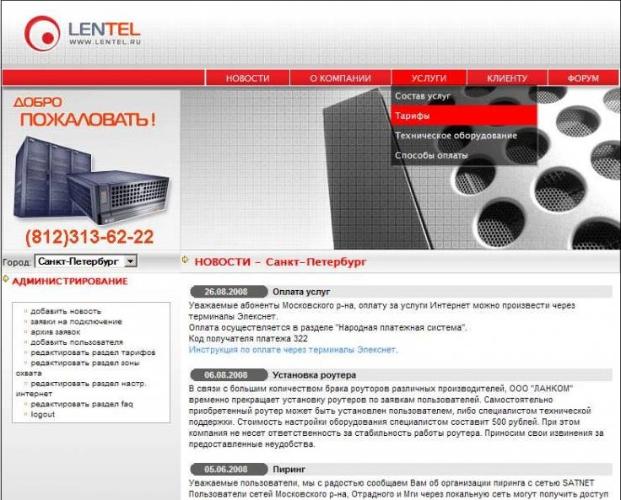 LENTEL
WWW.LENTEL.RU
НОВОСТИ О КОМПАНИИ УСЛУГИ КЛИЕНТУ ФОРУМ
Состав услуг
Тарифы
Техническое оборудование
Способы оплаты
ДОБРО
ПОЖАЛОВАТЬ!
(812)313-62-22
Город: Санкт-Петербург
НОВОСТИ - Санкт-Петербург
АДМИНИСТРИРОВАНИЕ
добавить новость
заявки на подключение
архив заявок
добавить пользователя
редактировать раздел тарифов
редактировать раздел зоны
охвата
редактировать раздел настр.
интернет
редактировать раздел faq
logout
26.08.2008 Оплата услуг
Уважаемые абоненты Московского р-на, оплату за услуги Интернет можно произвести через
терминалы Элекснет.
Оплата осуществляется в разделе "Народная платежная система".
Код получателя платежа 322
Инструкция по оплате через терминалы Элекснет.
06.08.2008 Установка роутера
В связи с большим количеством брака роуторов различных производителей, ООО "ЛАНКОМ"
временно прекращает установку роутеров по заявкам пользователей. Самостоятельно
приобретенный роутер может быть установлен пользователем, либо специалистом технической
поддержки. Стоимость настройки оборудования специалистом составит 500 рублей. При этом
компания не несет ответственность за стабильность работы роутера. Приносим свои извинения за
предоставленные неудобства.
05.06.2008 Пиринг
Уважаемые пользователи, мы с радостью сообщаем Вам об организации пиринга с сетью SATNET
Пользователи сетей Московского р-на, Отрадного и Мги через локальную сеть могут получить доступ